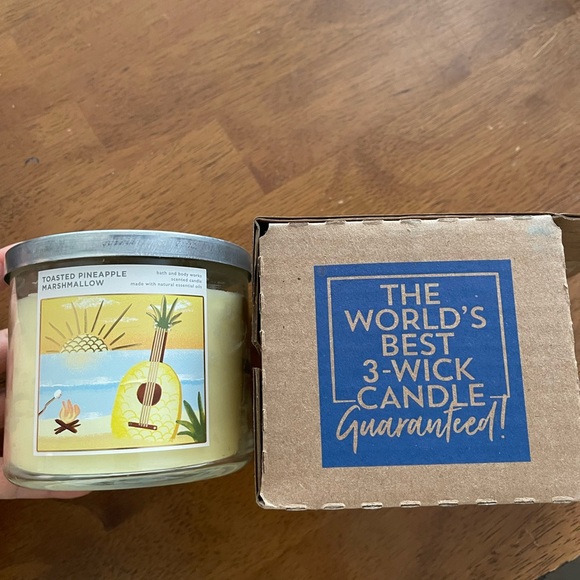 TOASTED PINEAPPLE
MARSHMALLOW
bath and body works
scented candle
made with natural essential oils
THE
WORLD'S
BEST
3-WICK
CANDLE
Guaranteed!